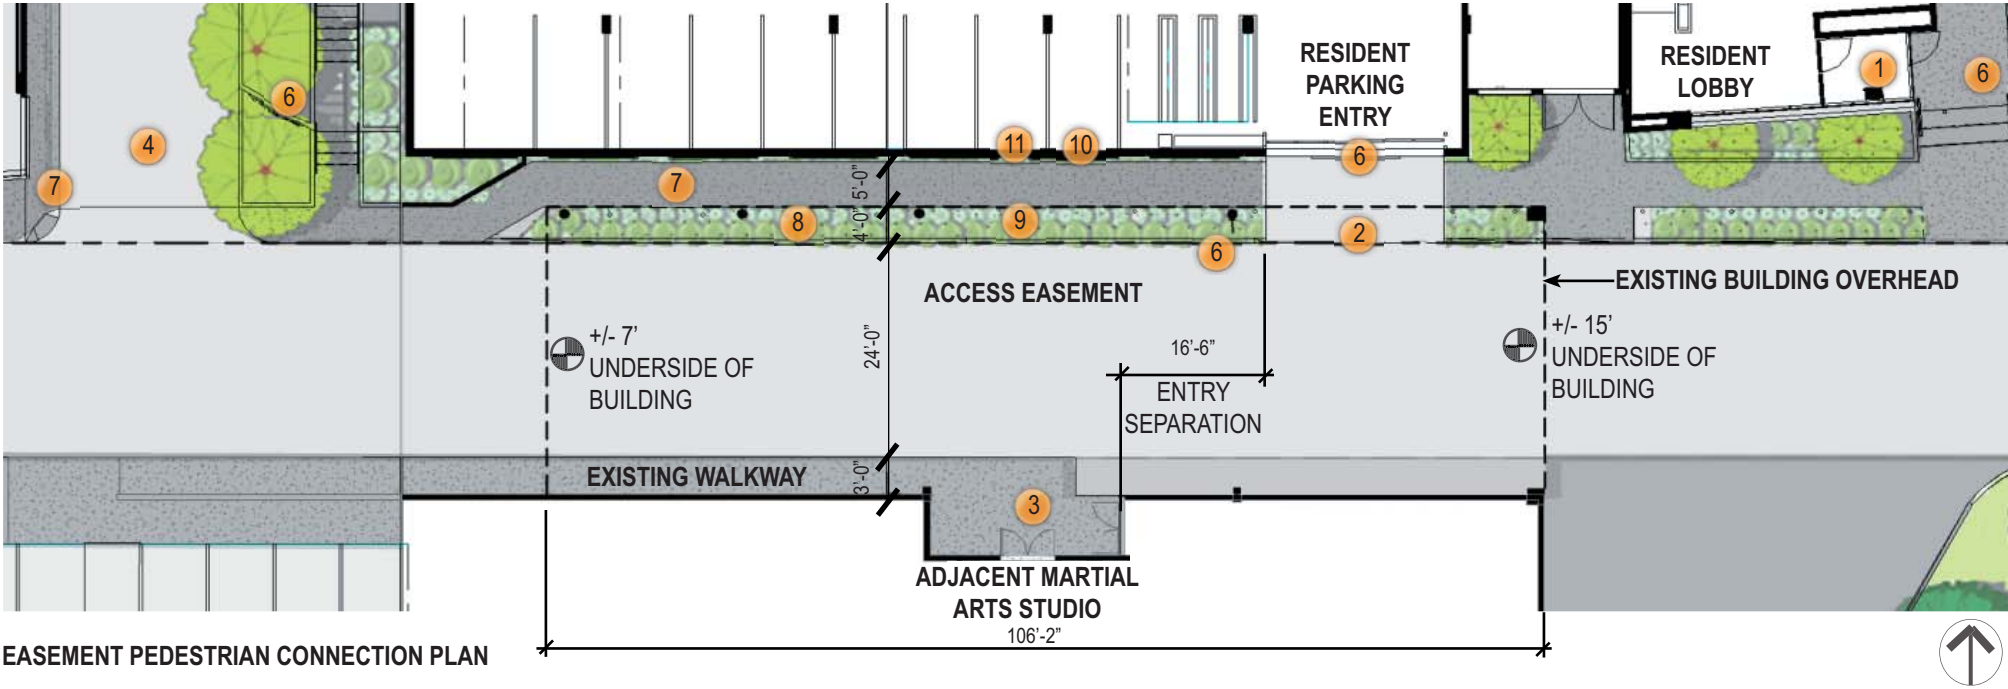 RESIDENT
PARKING
ENTRY
RESIDENT
LOBBY
1
6
6
4
7
11
10
6
7
5'-0"
8
9
4'-0"
2
6
ACCESS EASEMENT
EXISTING BUILDING OVERHEAD
+/- 7’
UNDERSIDE OF
BUILDING
24'-0"
16'-6"
ENTRY
SEPARATION
+/- 15’
UNDERSIDE OF
BUILDING
EXISTING WALKWAY
3'-0"
3
ADJACENT MARTIAL
ARTS STUDIO
106'-2"
EASEMENT PEDESTRIAN CONNECTION PLAN